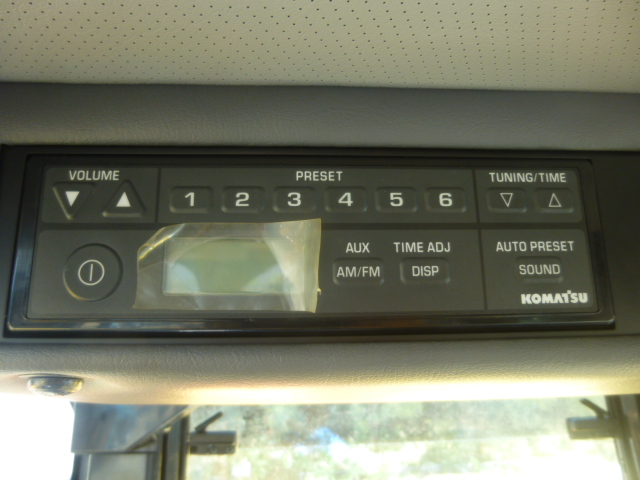 VOLUME PRESET TUNING/TIME
1 2 3 4 5 6
AUX TIME ADJ AUTO PRESET
AM/FM DISP SOUND
KOMATSU